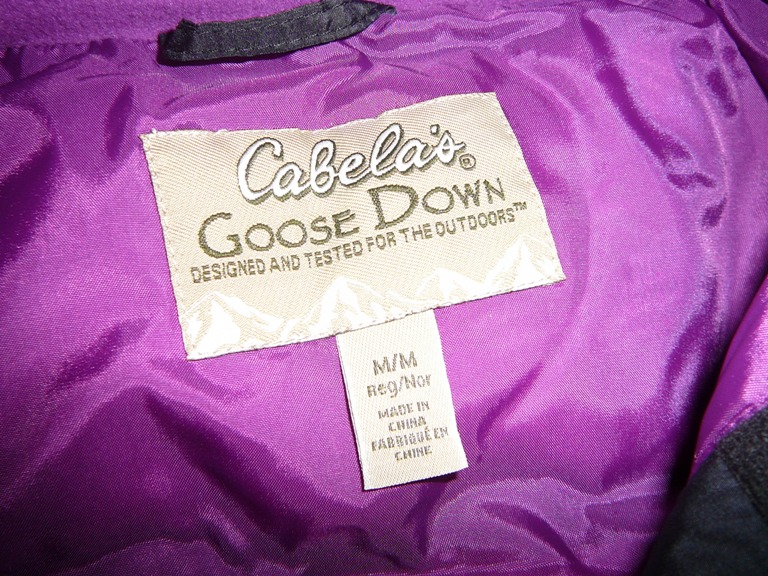 Cabela's®
GOOSE DOWN
DESIGNED AND TESTED FOR THE OUTDOORS™
M/M
Reg/Nor
MADE IN
CHINA
FABRIQUÉ EN
CHINE